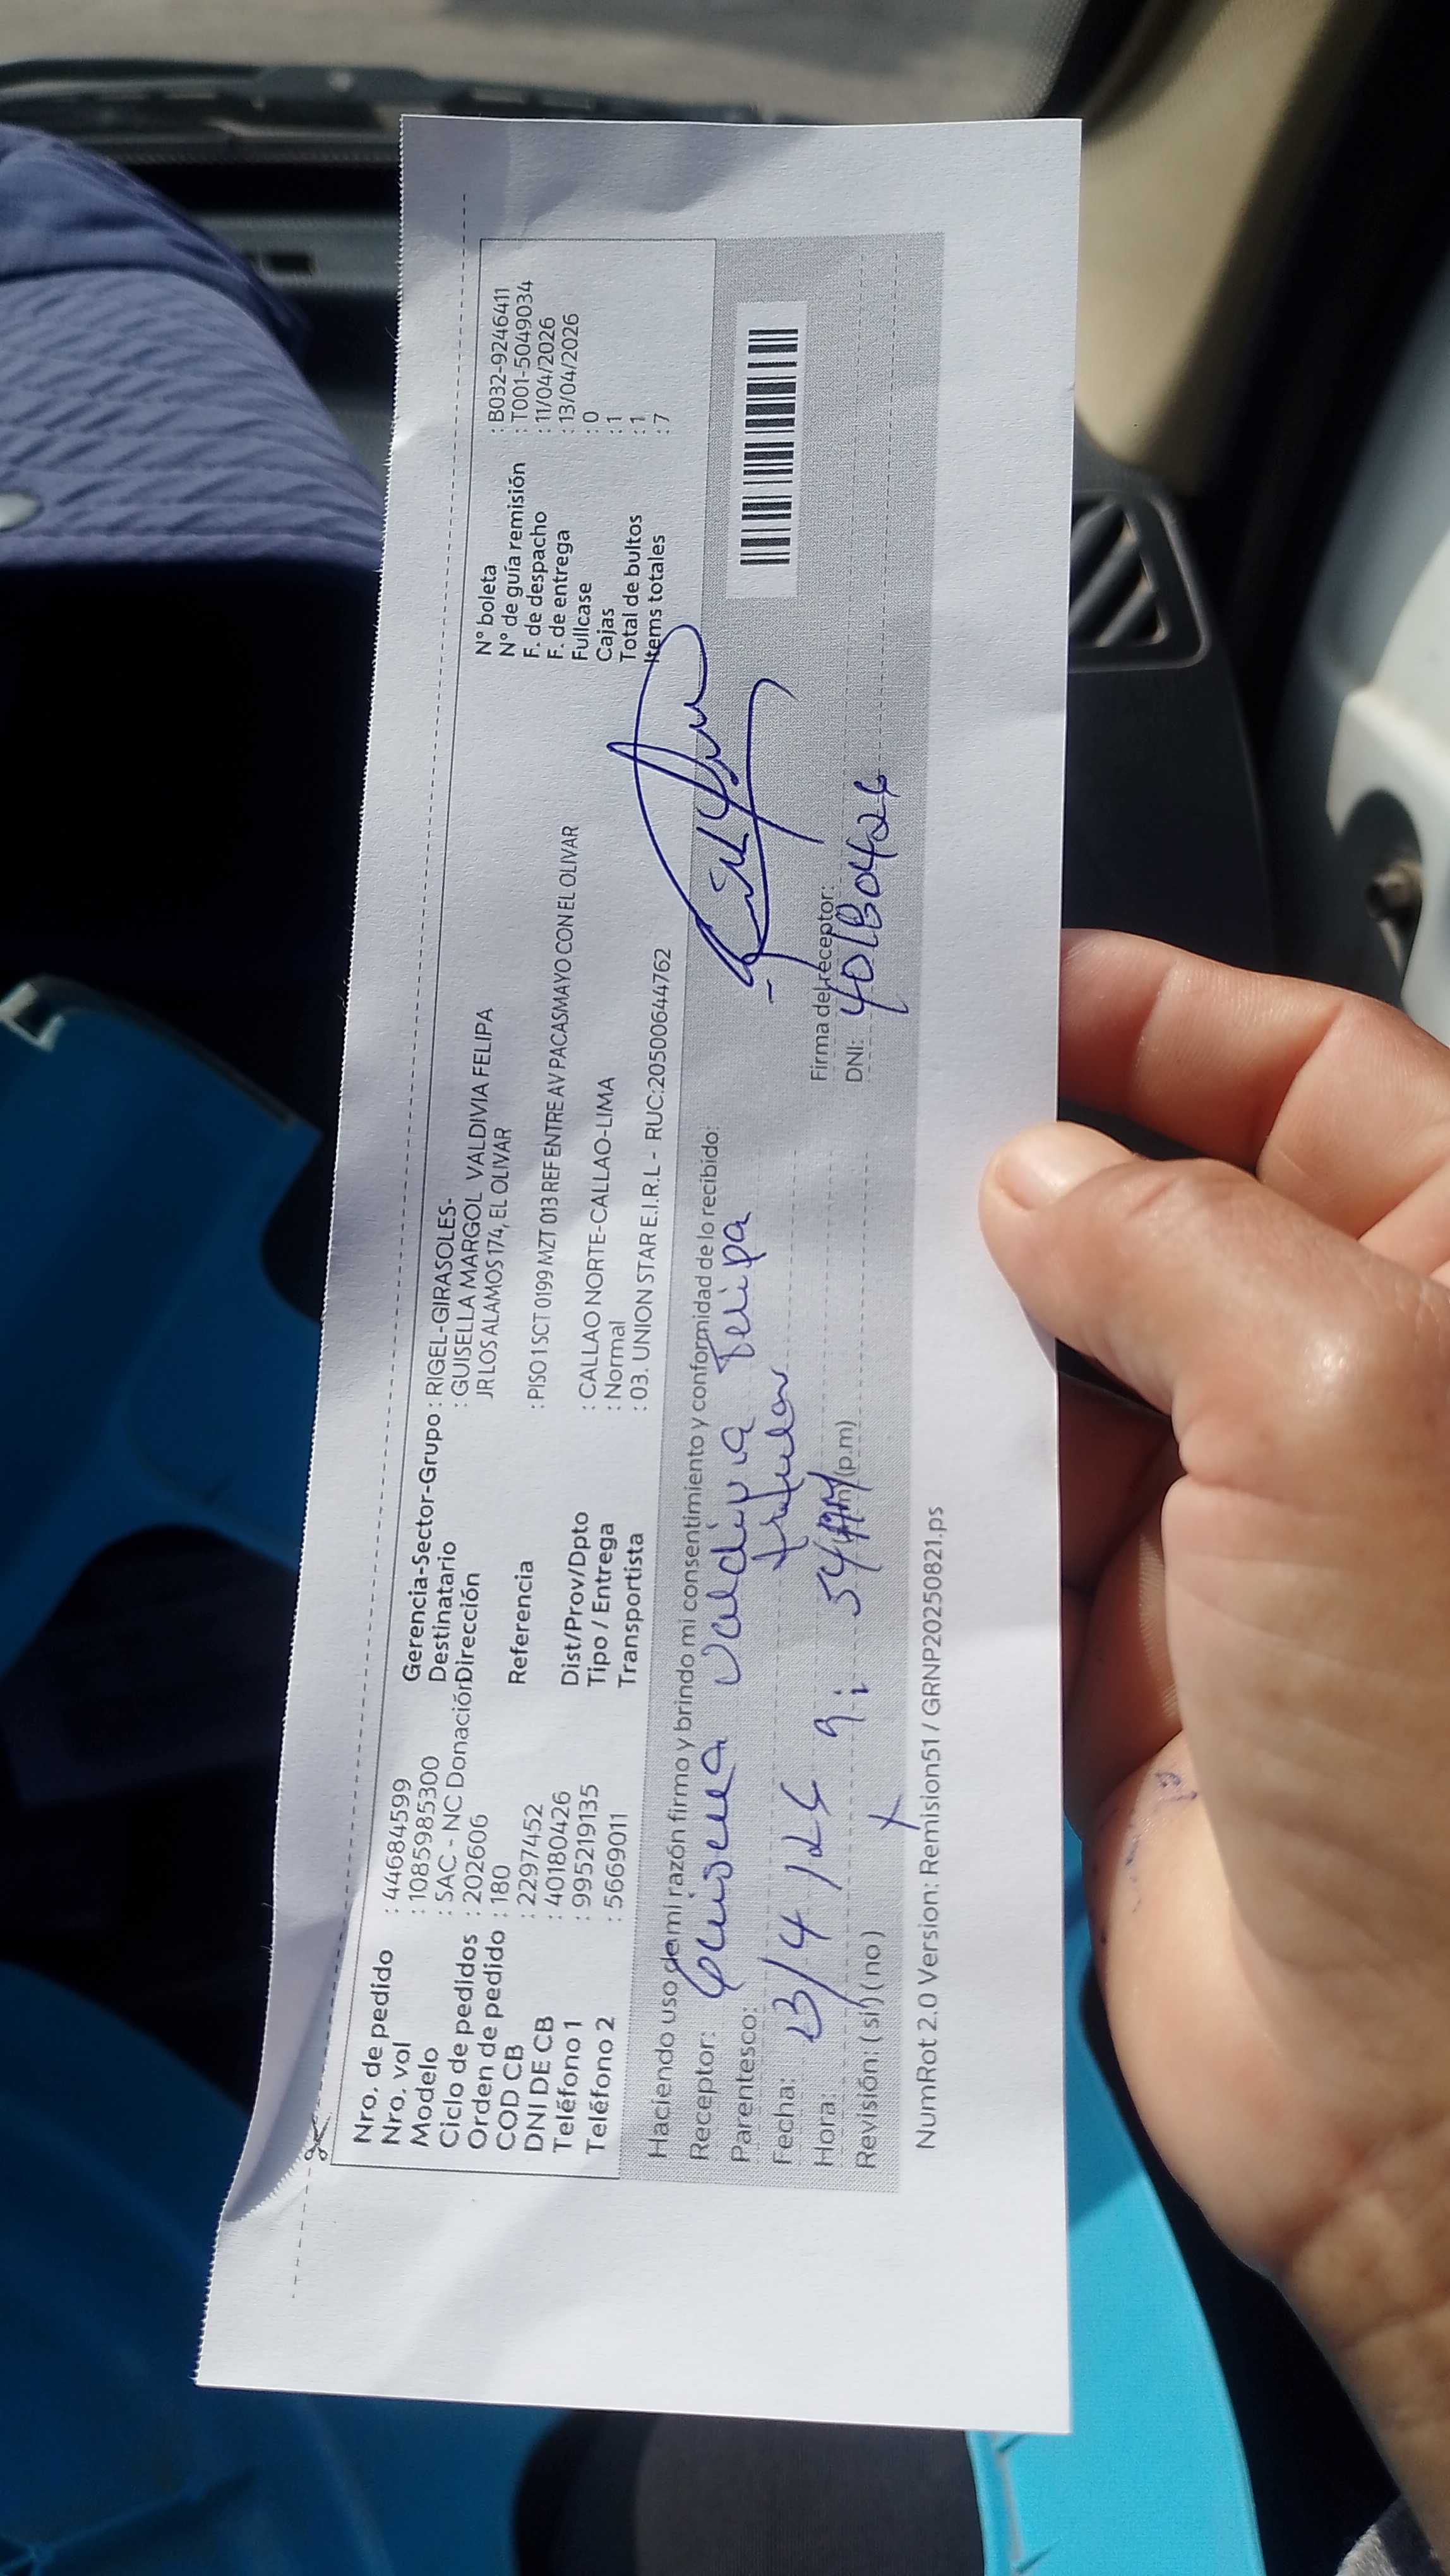 Nro. de pedido : 44684599
Nro. vol : 1085985300
Modelo : SAC - NC Donación
Ciclo de pedidos : 202606
Orden de pedido : 180
COD CB : 2297452
DNI DE CB : 40180426
Teléfono 1 : 995219135
Teléfono 2 : 5669011
Gerencia-Sector-Grupo : RIGEL-GIRASOLES-
Destinatario : GUISELLA MARGOL VALDIVIA FELIPA
Dirección JR LOS ALAMOS 174, EL OLIVAR
Referencia : PISO 1 SCT 0199 MZT 013 REF ENTRE AV PACASMAYO CON EL OLIVAR
Dist/Prov/Dpto : CALLAO NORTE-CALLAO-LIMA
Tipo / Entrega : Normal
Transportista : 03. UNION STAR E.I.R.L - RUC:20500644762
N° boleta : B032-9246411
N° de guía remisión : T001-5049034
F. de despacho : 11/04/2026
F. de entrega : 13/04/2026
Fullcase : 0
Cajas : 1
Total de bultos : 1
Items totales : 7
Haciendo uso de mi razón firmo y brindo mi consentimiento y conformidad de lo recibido:
Receptor: Guisella Valdivia Felipa
Parentesco: titular
Fecha: 13/4/26
Hora: 9: 54 (p.m)
Revisión: (si) (no) X
Firma del receptor:
DNI: 40180426
NumRot 2.0 Version: Remision51 / GRNP20250821.ps